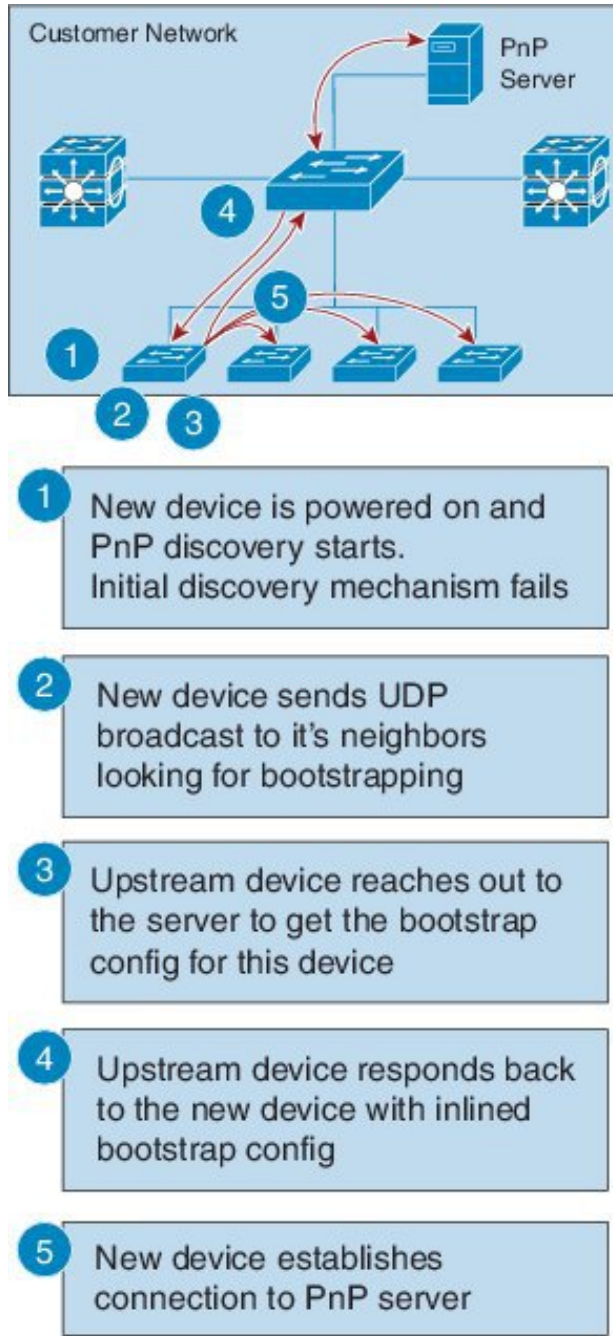 Customer Network
PnP
Server
4
5
1
2
3
1
New device is powered on and
PnP discovery starts.
Initial discovery mechanism fails
2
New device sends UDP
broadcast to it's neighbors
looking for bootstrapping
3
Upstream device reaches out to
the server to get the bootstrap
config for this device
4
Upstream device responds back
to the new device with inlined
bootstrap config
5
New device establishes
connection to PnP server